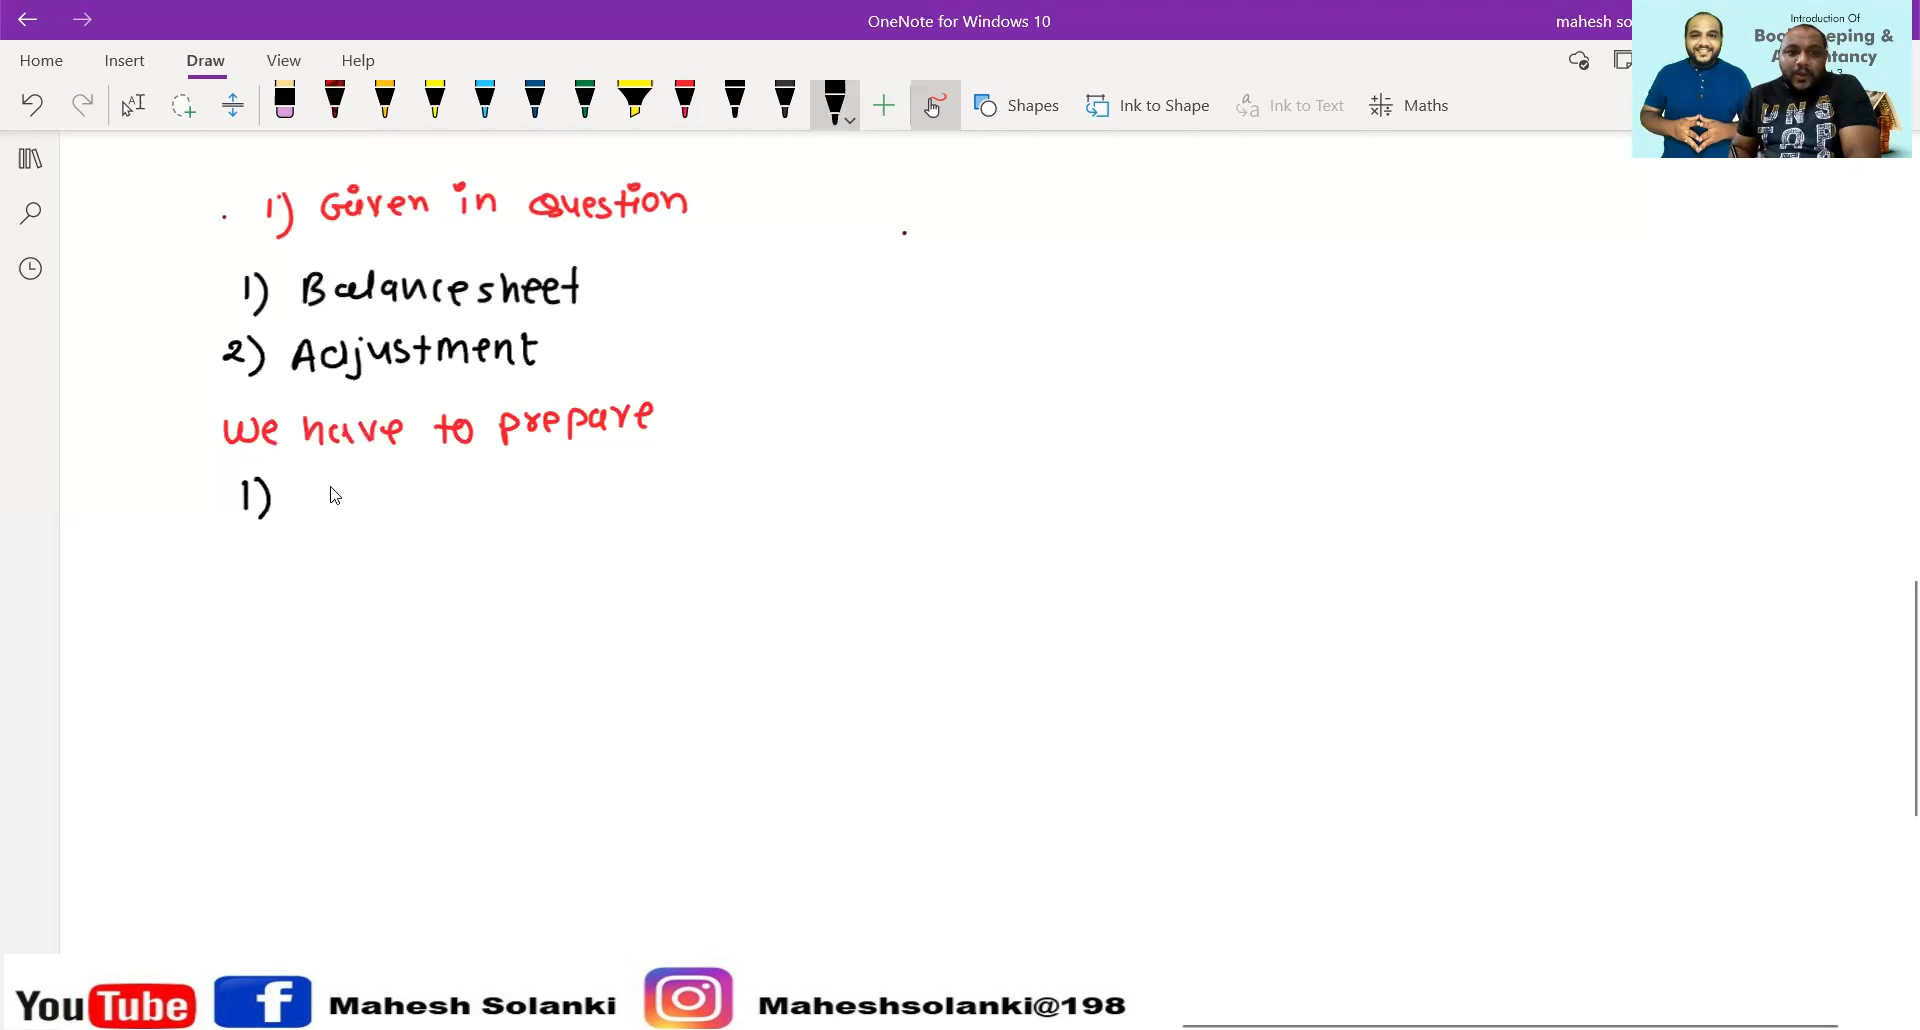 OneNote for Windows 10
mahesh so
Home Insert Draw View Help
Shapes Ink to Shape Ink to Text Maths
Introduction Of
1) Given in Question
1) Balancesheet
2) Adjustment
We have to prepare
1)
YouTube f Mahesh Solanki Maheshsolanki@198